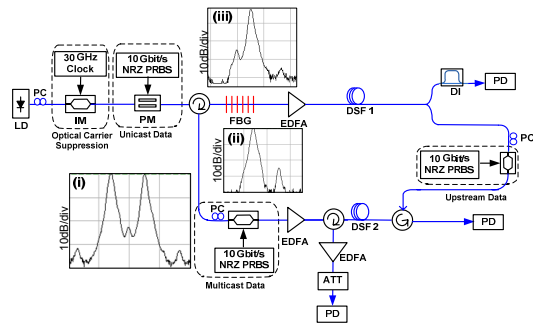 (iii)
10dB/div
30 GHz
Clock
10 Gbit/s
NRZ PRBS
PC
LD
IM
PM
Optical Carrier
Suppression
Unicast Data
FBG
EDFA
DSF 1
DI
PD
PC
(ii)
10dB/div
10 Gbit/s
NRZ PRBS
Upstream Data
(i)
10dB/div
PC
EDFA
DSF 2
PD
10 Gbit/s
NRZ PRBS
Multicast Data
EDFA
ATT
PD